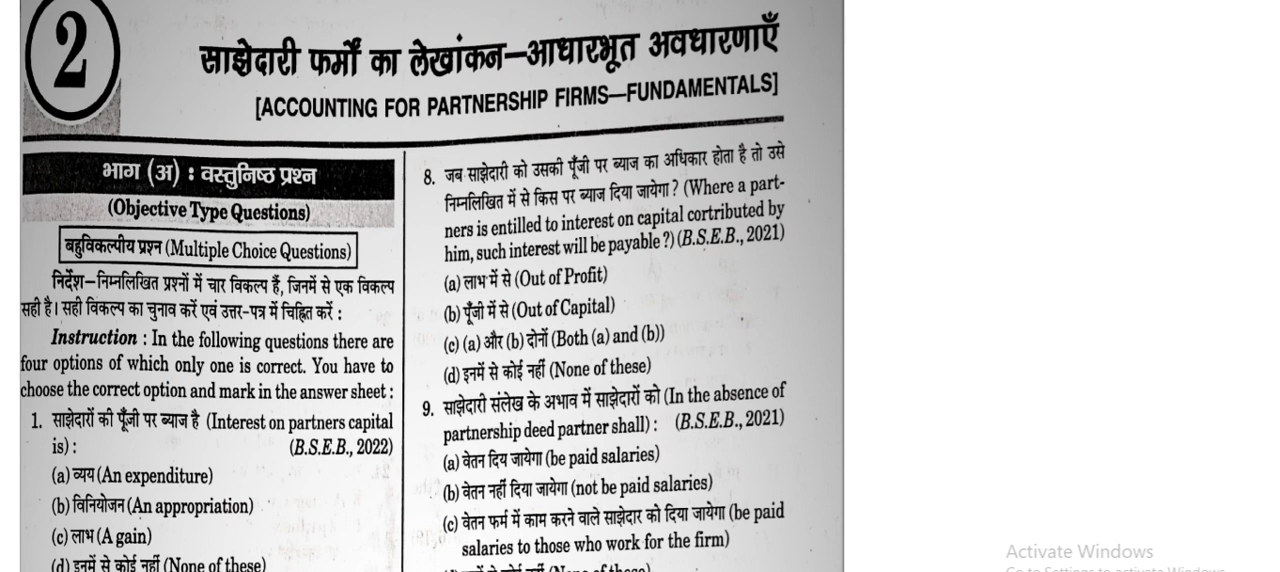 2
साझेदारी फर्मों का लेखांकन—आधारभूत अवधारणाएँ
[ACCOUNTING FOR PARTNERSHIP FIRMS—FUNDAMENTALS]
भाग (अ) : वस्तुनिष्ठ प्रश्न
(Objective Type Questions)
बहुविकल्पीय प्रश्न (Multiple Choice Questions)
निर्देश—निम्नलिखित प्रश्नों में चार विकल्प हैं, जिनमें से एक विकल्प
सही है। सही विकल्प का चुनाव करें एवं उत्तर-पत्र में चिह्नित करें :
Instruction : In the following questions there are
four options of which only one is correct. You have to
choose the correct option and mark in the answer sheet :
1. साझेदारों की पूँजी पर ब्याज है (Interest on partners capital
is) : (B.S.E.B., 2022)
(a) व्यय (An expenditure)
(b) विनियोजन (An appropriation)
(c) लाभ (A gain)
(d) इनमें से कोई नहीं (None of these)
8. जब साझेदारी को उसकी पूँजी पर ब्याज का अधिकार होता है तो उसे
निम्नलिखित में से किस पर ब्याज दिया जायेगा ? (Where a part-
ners is entilled to interest on capital cortributed by
him, such interest will be payable ?) (B.S.E.B., 2021)
(a) लाभ में से (Out of Profit)
(b) पूँजी में से (Out of Capital)
(c) (a) और (b) दोनों (Both (a) and (b))
(d) इनमें से कोई नहीं (None of these)
9. साझेदारी संलेख के अभाव में साझेदारों को (In the absence of
partnership deed partner shall) : (B.S.E.B., 2021)
(a) वेतन दिय जायेगा (be paid salaries)
(b) वेतन नहीं दिया जायेगा (not be paid salaries)
(c) वेतन फर्म में काम करने वाले साझेदार को दिया जायेगा (be paid
salaries to those who work for the firm)
Activate Windows